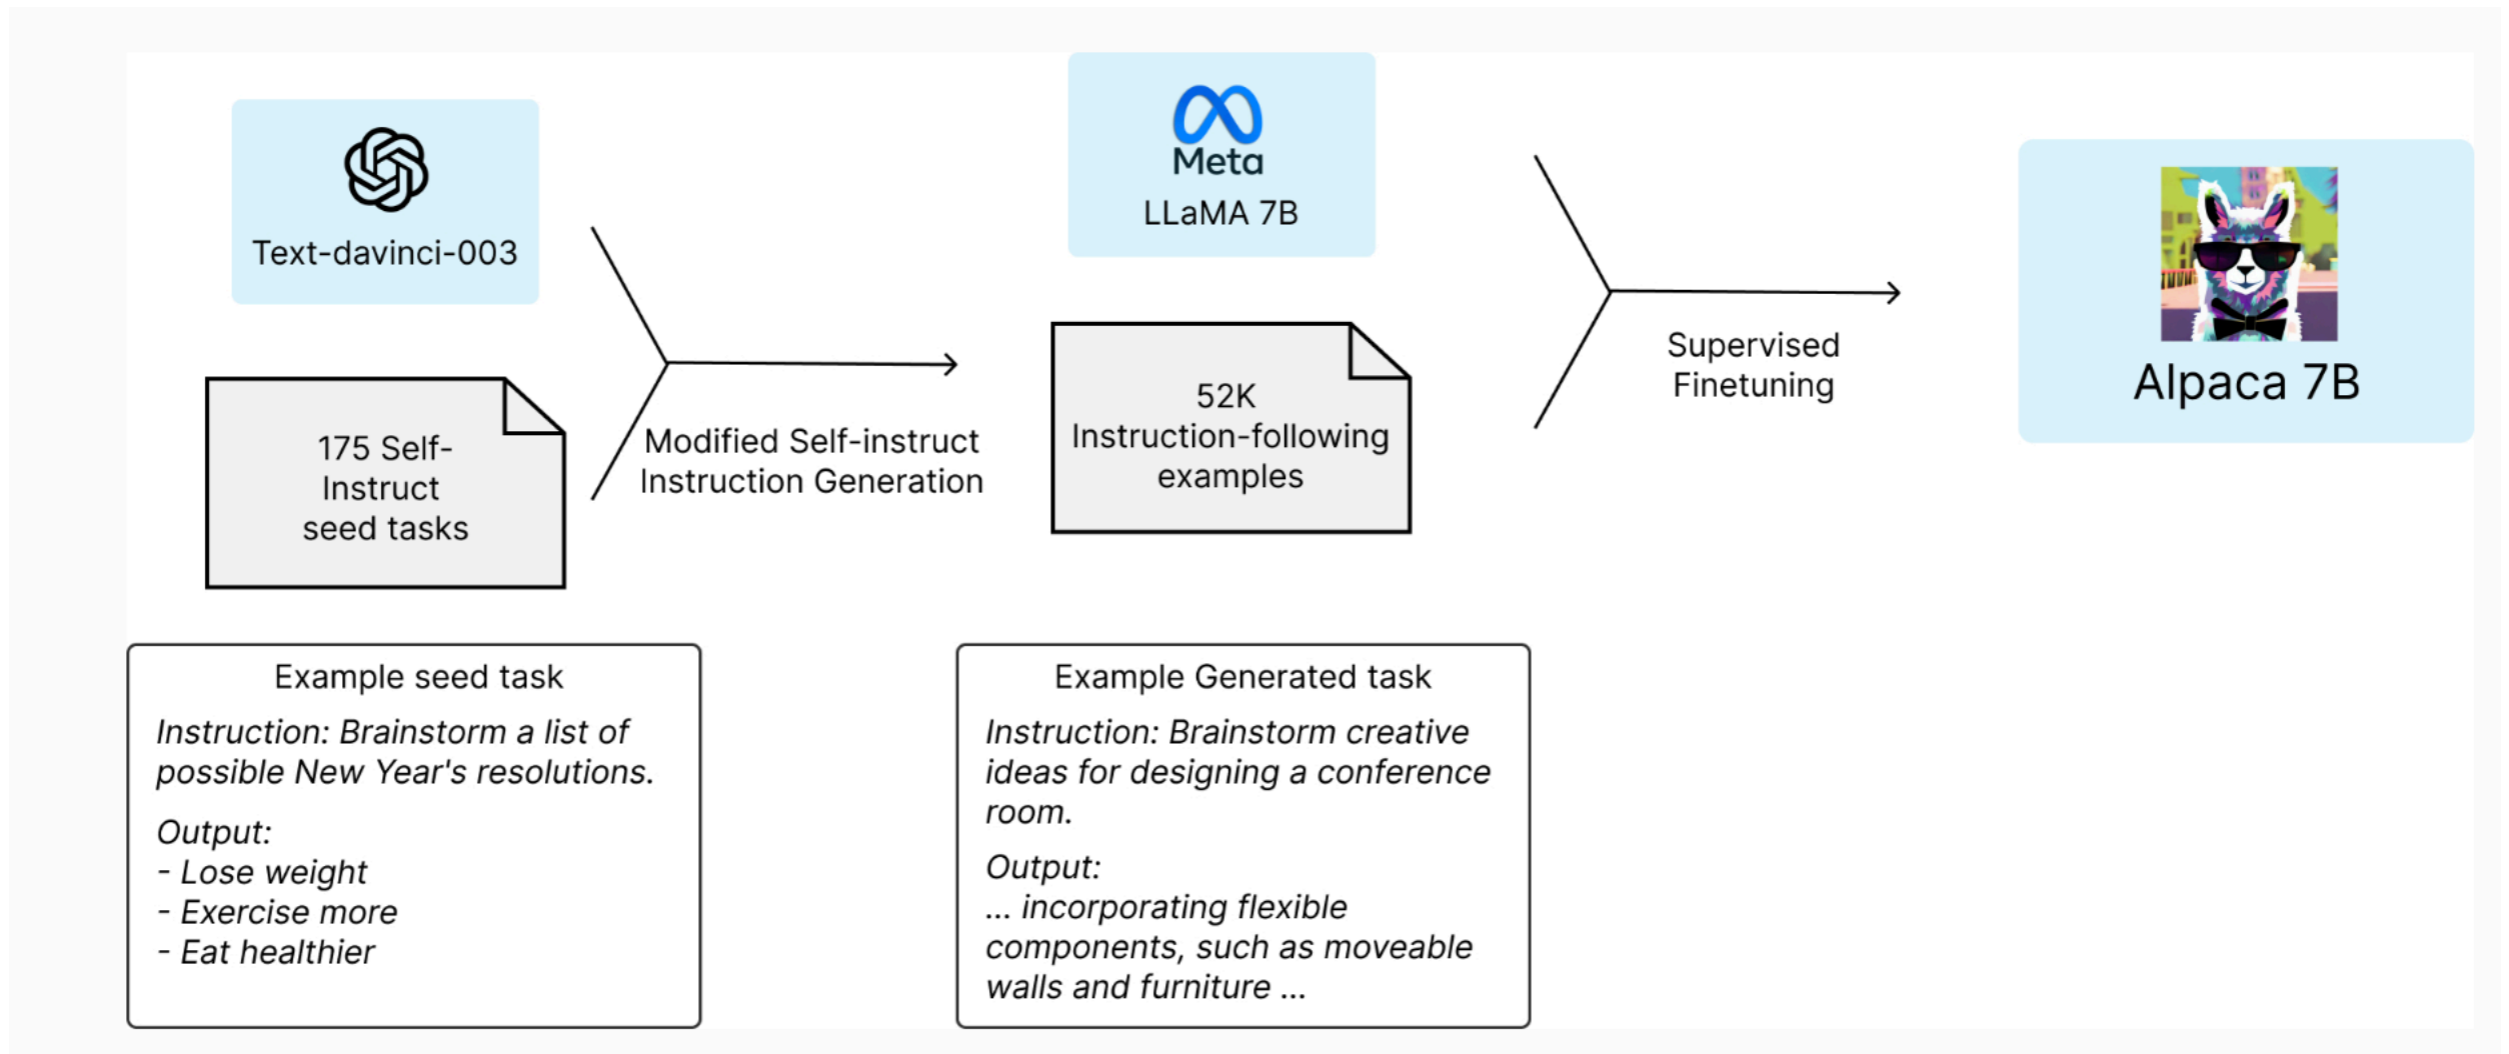 Text-davinci-003
175 Self-
Instruct
seed tasks
Modified Self-instruct
Instruction Generation
Meta
LLaMA 7B
52K
Instruction-following
examples
Supervised
Finetuning
Alpaca 7B
Example seed task
Instruction: Brainstorm a list of
possible New Year's resolutions.
Output:
- Lose weight
- Exercise more
- Eat healthier
Example Generated task
Instruction: Brainstorm creative
ideas for designing a conference
room.
Output:
... incorporating flexible
components, such as moveable
walls and furniture ...